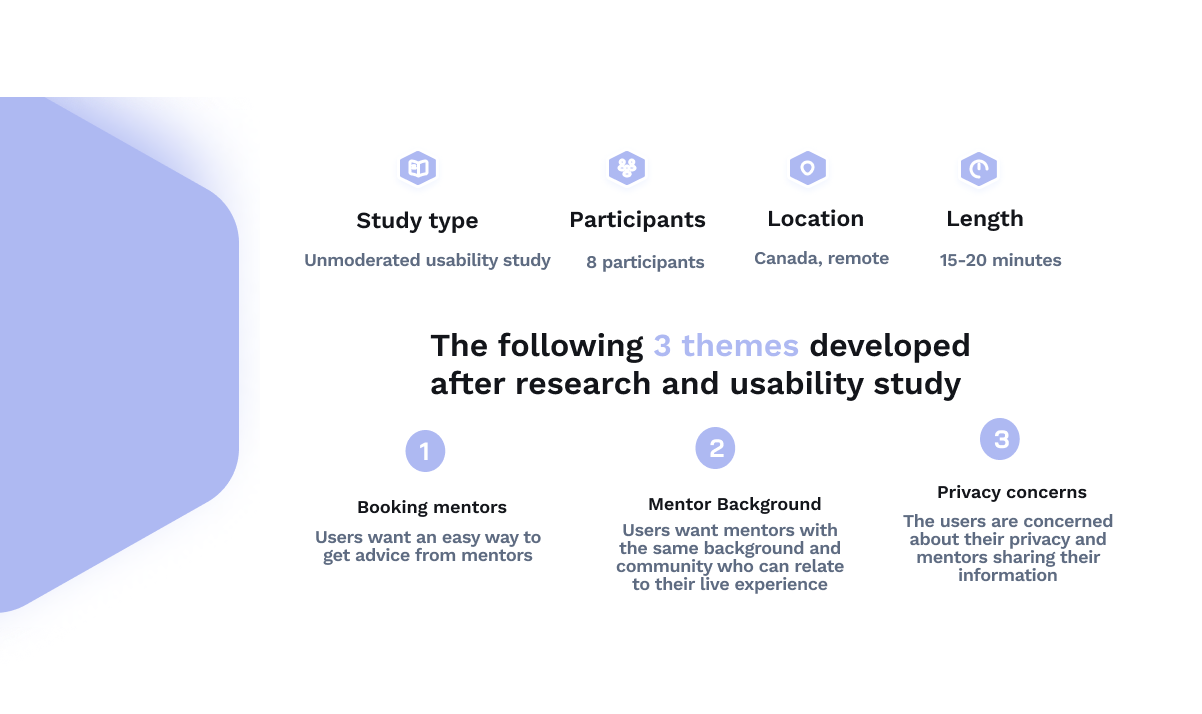 Study type
Unmoderated usability study
Participants
8 participants
Location
Canada, remote
Length
15-20 minutes
The following 3 themes developed
after research and usability study
1
Booking mentors
Users want an easy way to
get advice from mentors
2
Mentor Background
Users want mentors with
the same background and
community who can relate
to their live experience
3
Privacy concerns
The users are concerned
about their privacy and
mentors sharing their
information